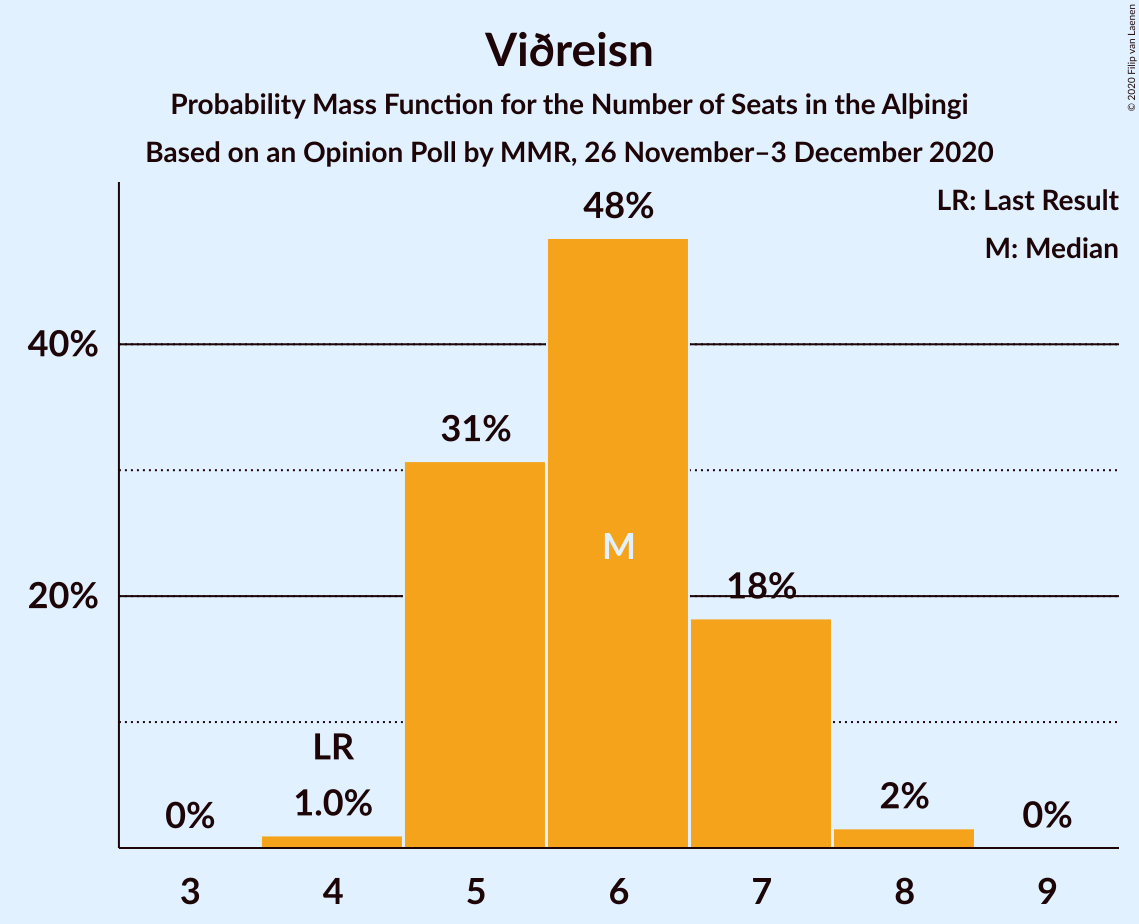 Viðreisn
Probability Mass Function for the Number of Seats in the Alþingi
Based on an Opinion Poll by MMR, 26 November–3 December 2020
© 2020 Filip van Laenen
LR: Last Result
M: Median
48%
40%
31%
M
20%
18%
LR
0%
1.0%
2%
0%
3 4 5 6 7 8 9